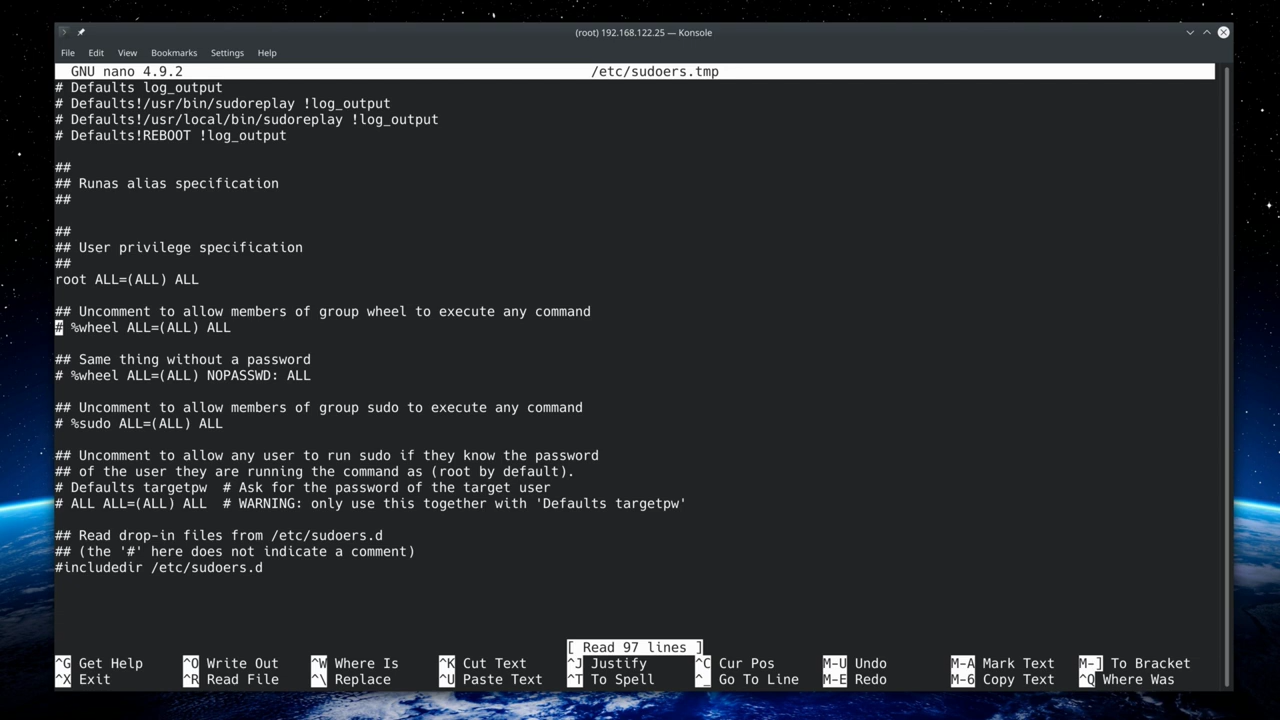 (root) 192.168.122.25 — Konsole
File Edit View Bookmarks Settings Help
GNU nano 4.9.2 /etc/sudoers.tmp
# Defaults log_output
# Defaults!/usr/bin/sudoreplay !log_output
# Defaults!/usr/local/bin/sudoreplay !log_output
# Defaults!REBOOT !log_output
##
## Runas alias specification
##
##
## User privilege specification
##
root ALL=(ALL) ALL
## Uncomment to allow members of group wheel to execute any command
# %wheel ALL=(ALL) ALL
## Same thing without a password
# %wheel ALL=(ALL) NOPASSWD: ALL
## Uncomment to allow members of group sudo to execute any command
# %sudo ALL=(ALL) ALL
## Uncomment to allow any user to run sudo if they know the password
## of the user they are running the command as (root by default).
# Defaults targetpw  # Ask for the password of the target user
# ALL ALL=(ALL) ALL  # WARNING: only use this together with 'Defaults targetpw'
## Read drop-in files from /etc/sudoers.d
## (the '#' here does not indicate a comment)
#includedir /etc/sudoers.d
[ Read 97 lines ]
^G Get Help ^O Write Out ^W Where Is ^K Cut Text ^J Justify ^C Cur Pos M-U Undo M-A Mark Text M-] To Bracket
^X Exit ^R Read File ^\ Replace ^U Paste Text ^T To Spell ^_ Go To Line M-E Redo M-6 Copy Text ^Q Where Was